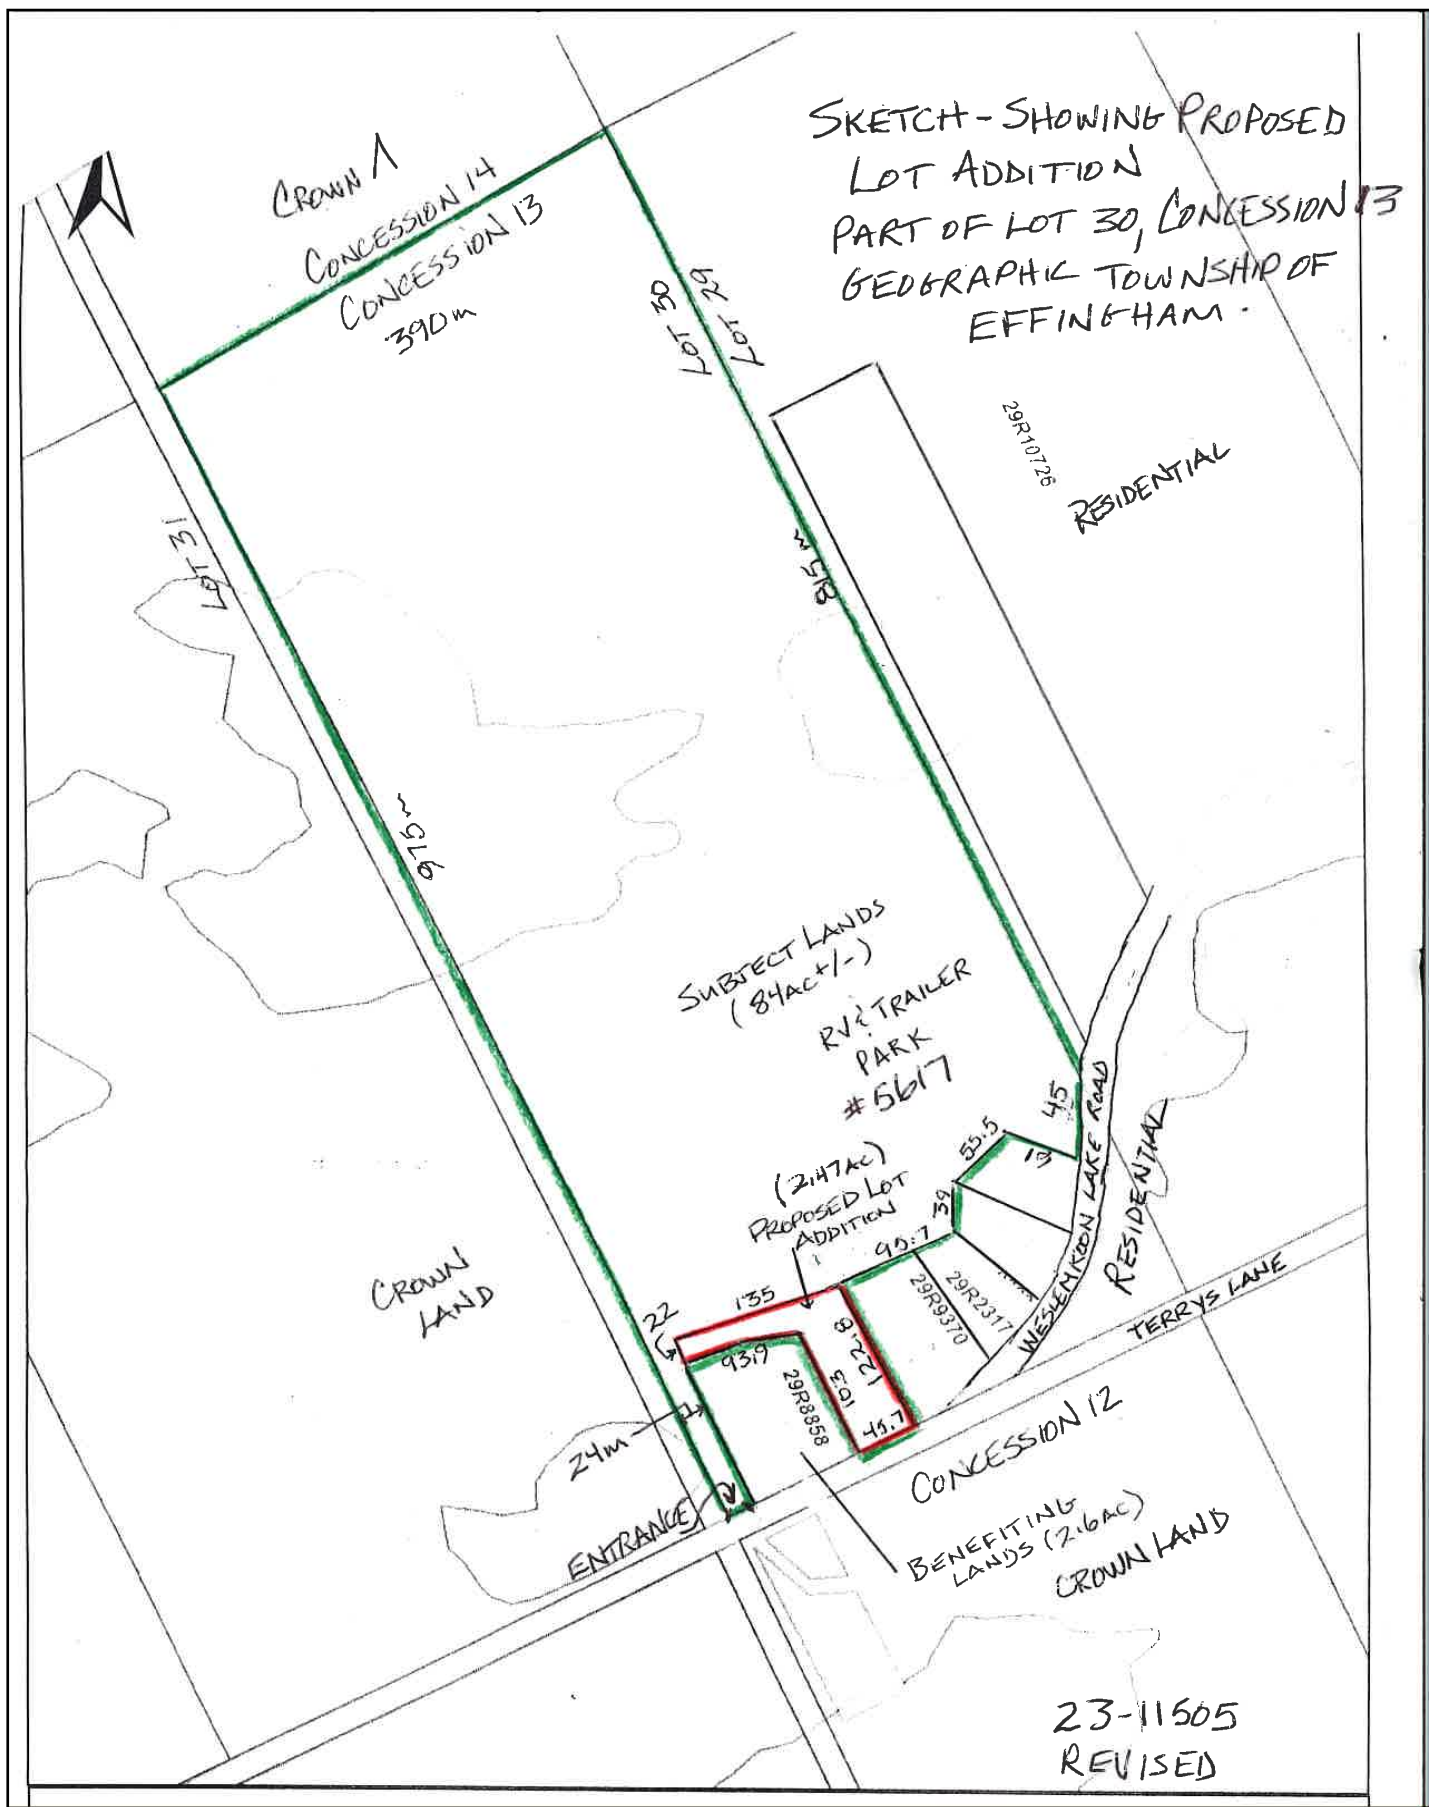 SKETCH - SHOWING PROPOSED
LOT ADDITION
PART OF LOT 30, CONCESSION 13
GEOGRAPHIC TOWNSHIP OF
EFFINGHAM.
CROWN
CONCESSION 14
CONCESSION 13
390m
LOT 30
LOT 29
29R10726
RESIDENTIAL
LOT 31
815m
975m
SUBJECT LANDS
(84AC+/-)
RV & TRAILER
PARK
#5617
45
55.5
39
95.7
(2.47AC)
PROPOSED LOT
ADDITION
WESLEMKOON LAKE ROAD
RESIDENTIAL
TERRYS LANE
CROWN
LAND
22
135
93.9
122.8
103
45.7
29R8858
29R9370
29R2317
24m
ENTRANCE
CONCESSION 12
BENEFITING
LANDS (2.6AC)
CROWN LAND
23-11505
REVISED